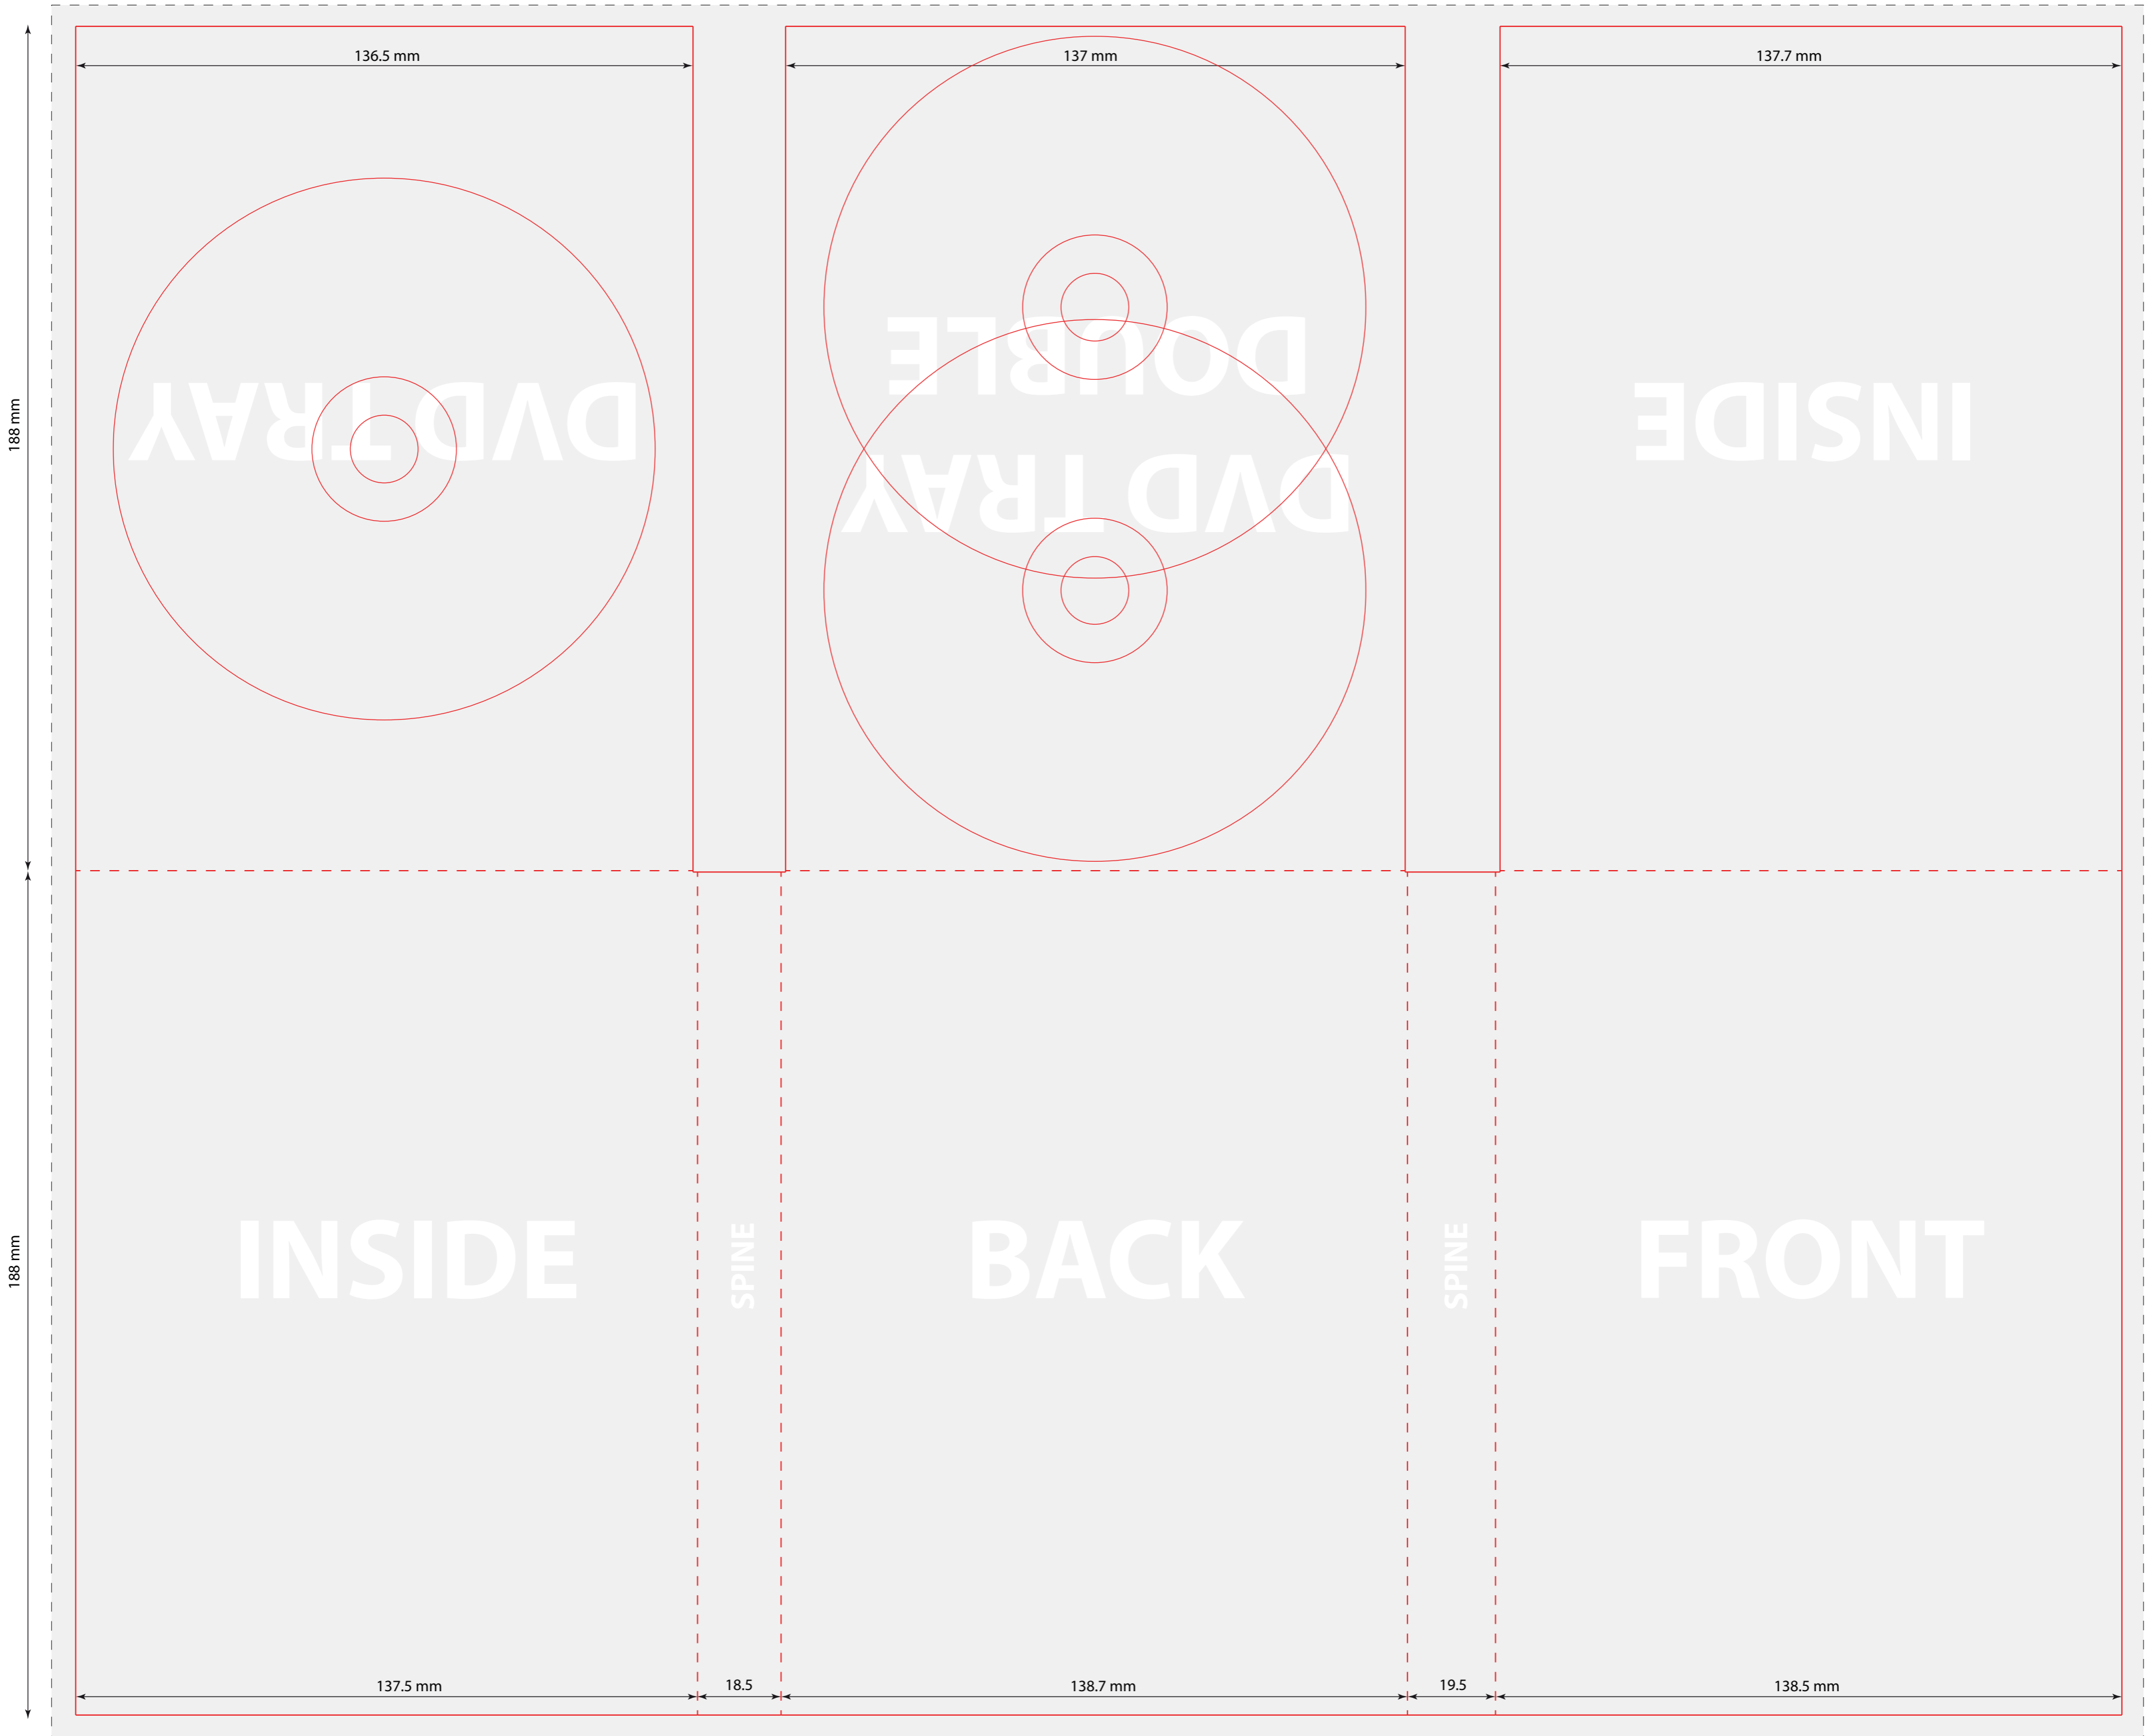 136.5 mm
137 mm
137.7 mm
188 mm
DVD TRAY
DOUBLE
DVD TRAY
INSIDE
188 mm
INSIDE
SPINE
BACK
SPINE
FRONT
137.5 mm
18.5
138.7 mm
19.5
138.5 mm